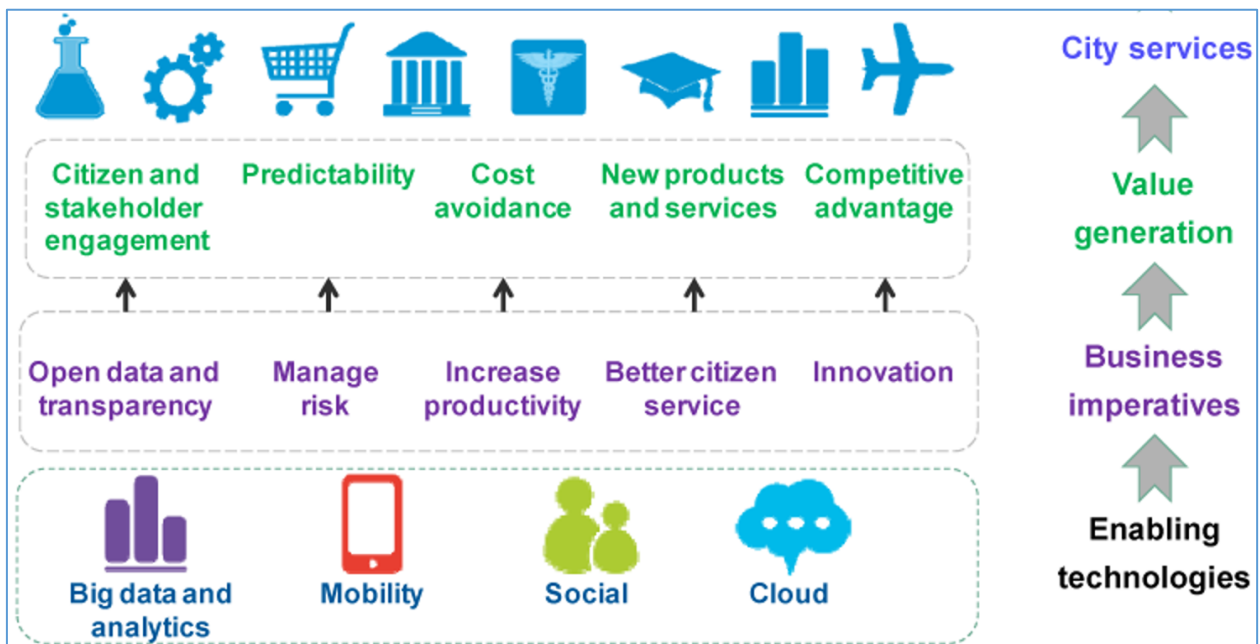 City services
Citizen and
stakeholder
engagement
Predictability
Cost
avoidance
New products
and services
Competitive
advantage
Value
generation
Open data and
transparency
Manage
risk
Increase
productivity
Better citizen
service
Innovation
Business
imperatives
Big data and
analytics
Mobility
Social
Cloud
Enabling
technologies